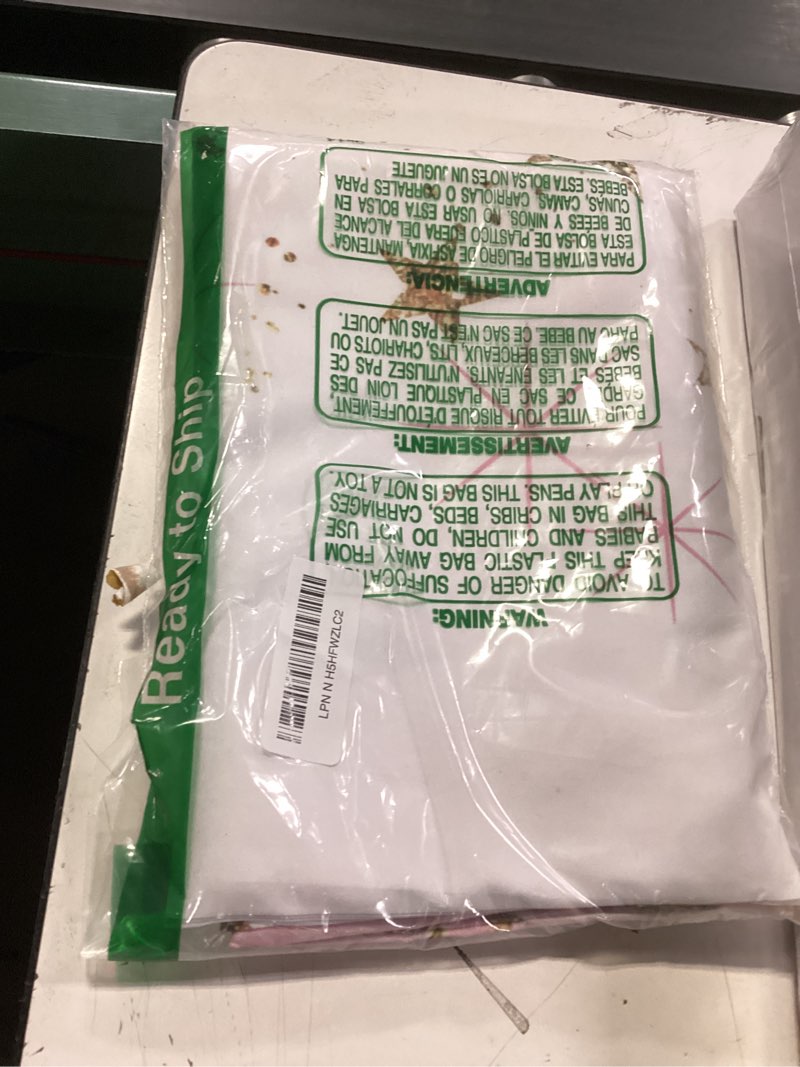 Ready to Ship
WARNING:
TO AVOID DANGER OF SUFFOCATION
KEEP THIS PLASTIC BAG AWAY FROM
BABIES AND CHILDREN, DO NOT USE
THIS BAG IN CRIBS, BEDS, CARRIAGES
OR PLAY PENS. THIS BAG IS NOT A TOY.
AVERTISSEMENT:
POUR EVITER TOUT RISQUE D'ETOUFFEMENT,
GARDEZ CE SAC EN PLASTIQUE LOIN DES
BEBES ET LES ENFANTS. N'UTILISEZ PAS CE
SAC DANS LES BERCEAUX, LITS, CHARIOTS OU
PARC AU BEBE. CE SAC N'EST PAS UN JOUET.
ADVERTENCIA:
PARA EVITAR EL PELIGRO DE ASFIXIA, MANTENGA
ESTA BOLSA DE PLASTICO FUERA DEL ALCANCE
DE BEBES Y NINOS. NO USAR ESTA BOLSA EN
CUNAS, CAMAS, CARRIOLAS O CORRALES PARA
BEBES. ESTA BOLSA NO ES UN JUGUETE
LPN N H5HFWZLC2